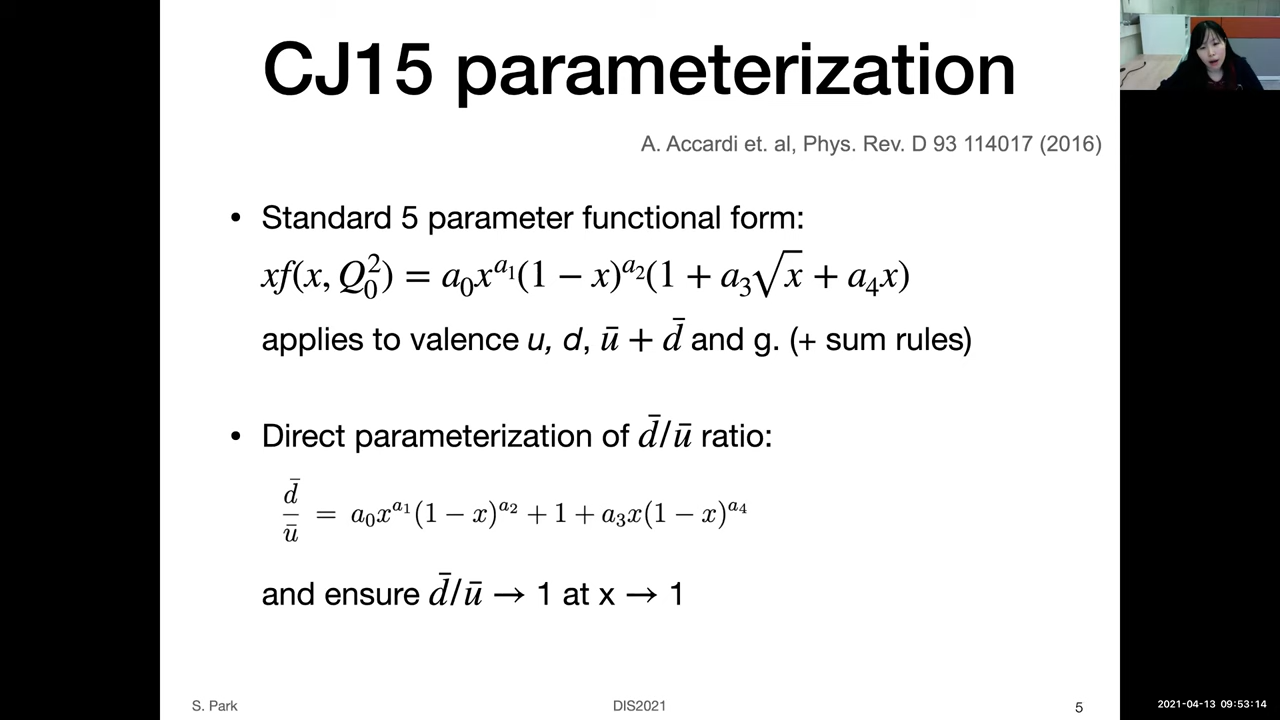 CJ15 parameterization
A. Accardi et. al, Phys. Rev. D 93 114017 (2016)
• Standard 5 parameter functional form:
xf(x, Q₀²) = a₀x^{a₁}(1 − x)^{a₂}(1 + a₃√x + a₄x)
applies to valence u, d, ū + d̄ and g. (+ sum rules)
• Direct parameterization of d̄/ū ratio:
d̄/ū = a₀x^{a₁}(1 − x)^{a₂} + 1 + a₃x(1 − x)^{a₄}
and ensure d̄/ū → 1 at x → 1
S. Park DIS2021 5
2021-04-13 09:53:14